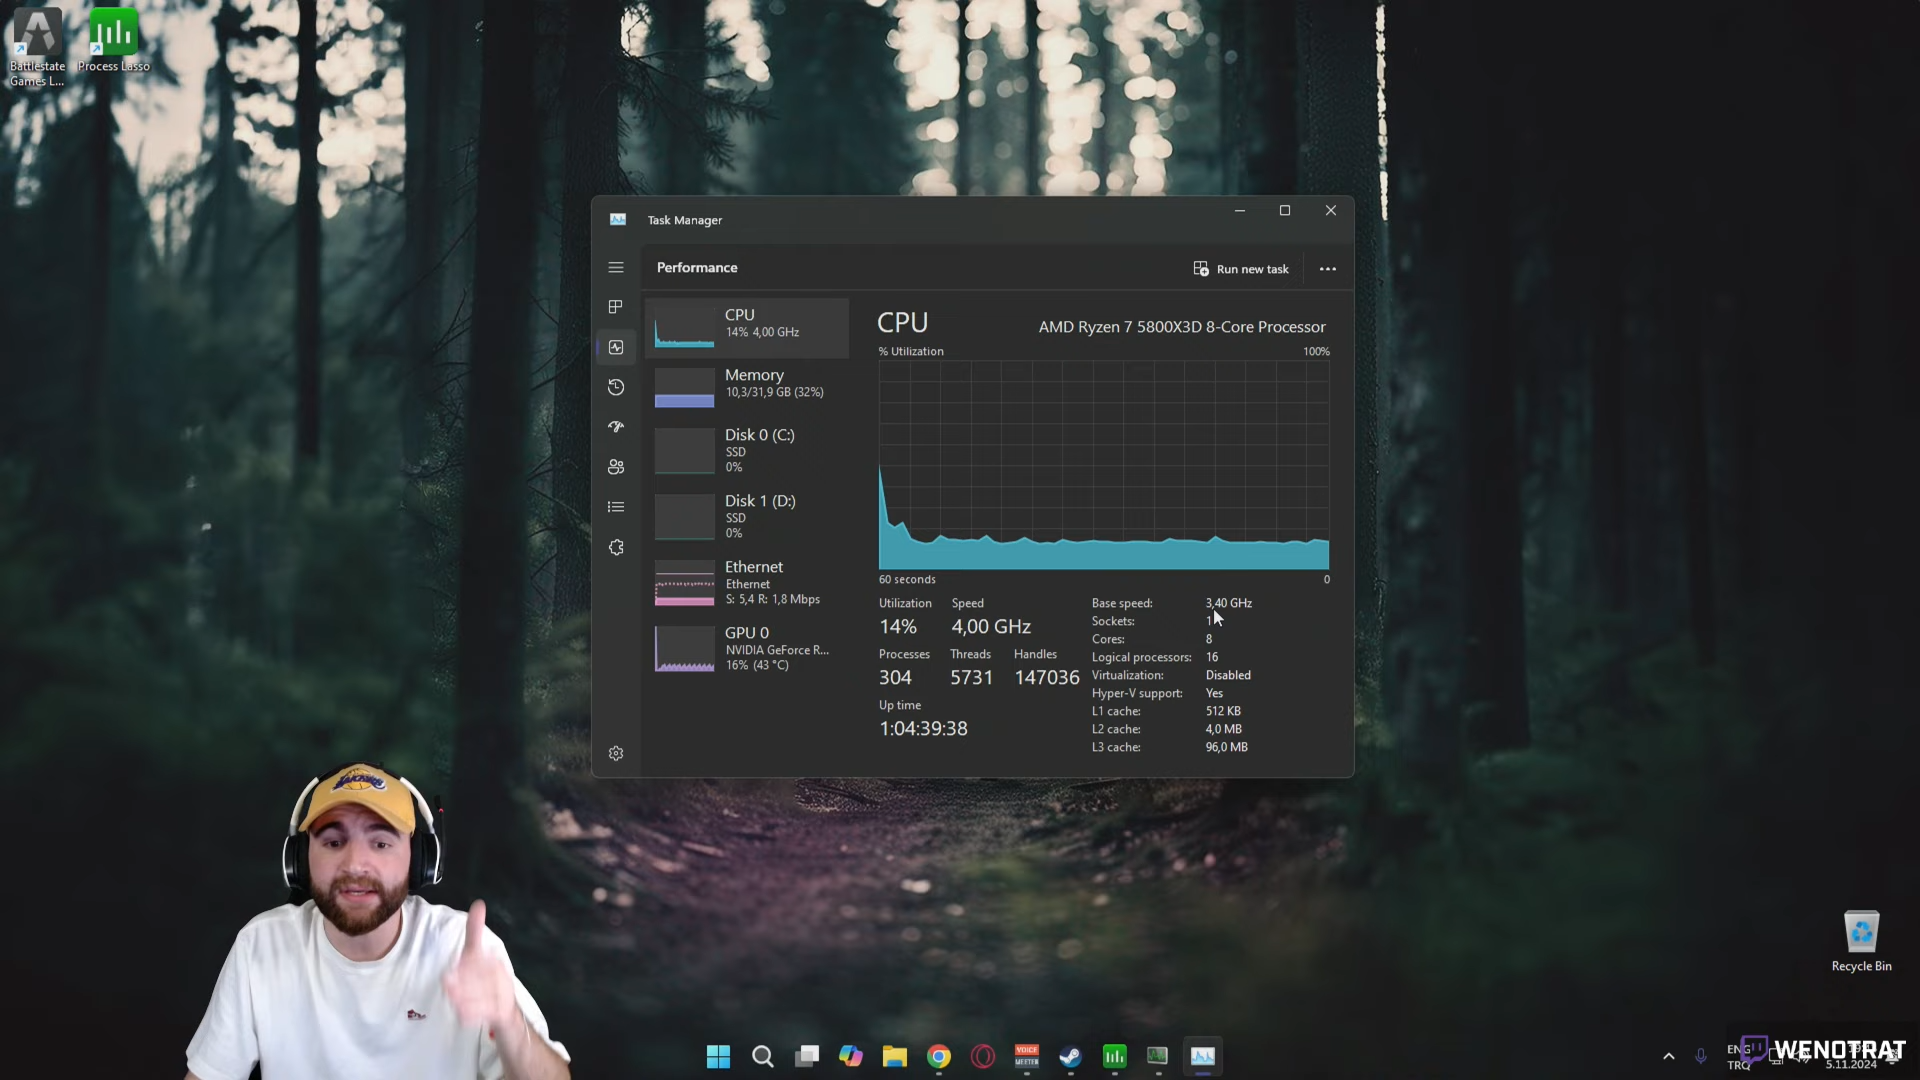 Battlestate
Games L...
Process Lasso
Task Manager
Performance
Run new task
CPU
14% 4,00 GHz
Memory
10,3/31,9 GB (32%)
Disk 0 (C:)
SSD
0%
Disk 1 (D:)
SSD
0%
Ethernet
Ethernet
S: 5,4 R: 1,8 Mbps
GPU 0
NVIDIA GeForce R...
16% (43 °C)
CPU
AMD Ryzen 7 5800X3D 8-Core Processor
% Utilization
100%
60 seconds
0
Utilization
Speed
14%
4,00 GHz
Processes
Threads
Handles
304
5731
147036
Up time
1:04:39:38
Base speed:
3,40 GHz
Sockets:
1
Cores:
8
Logical processors:
16
Virtualization:
Disabled
Hyper-V support:
Yes
L1 cache:
512 KB
L2 cache:
4,0 MB
L3 cache:
96,0 MB
Recycle Bin
VOICE
MEETER
ENG
TRQ
WENOTRAT
5.11.2024